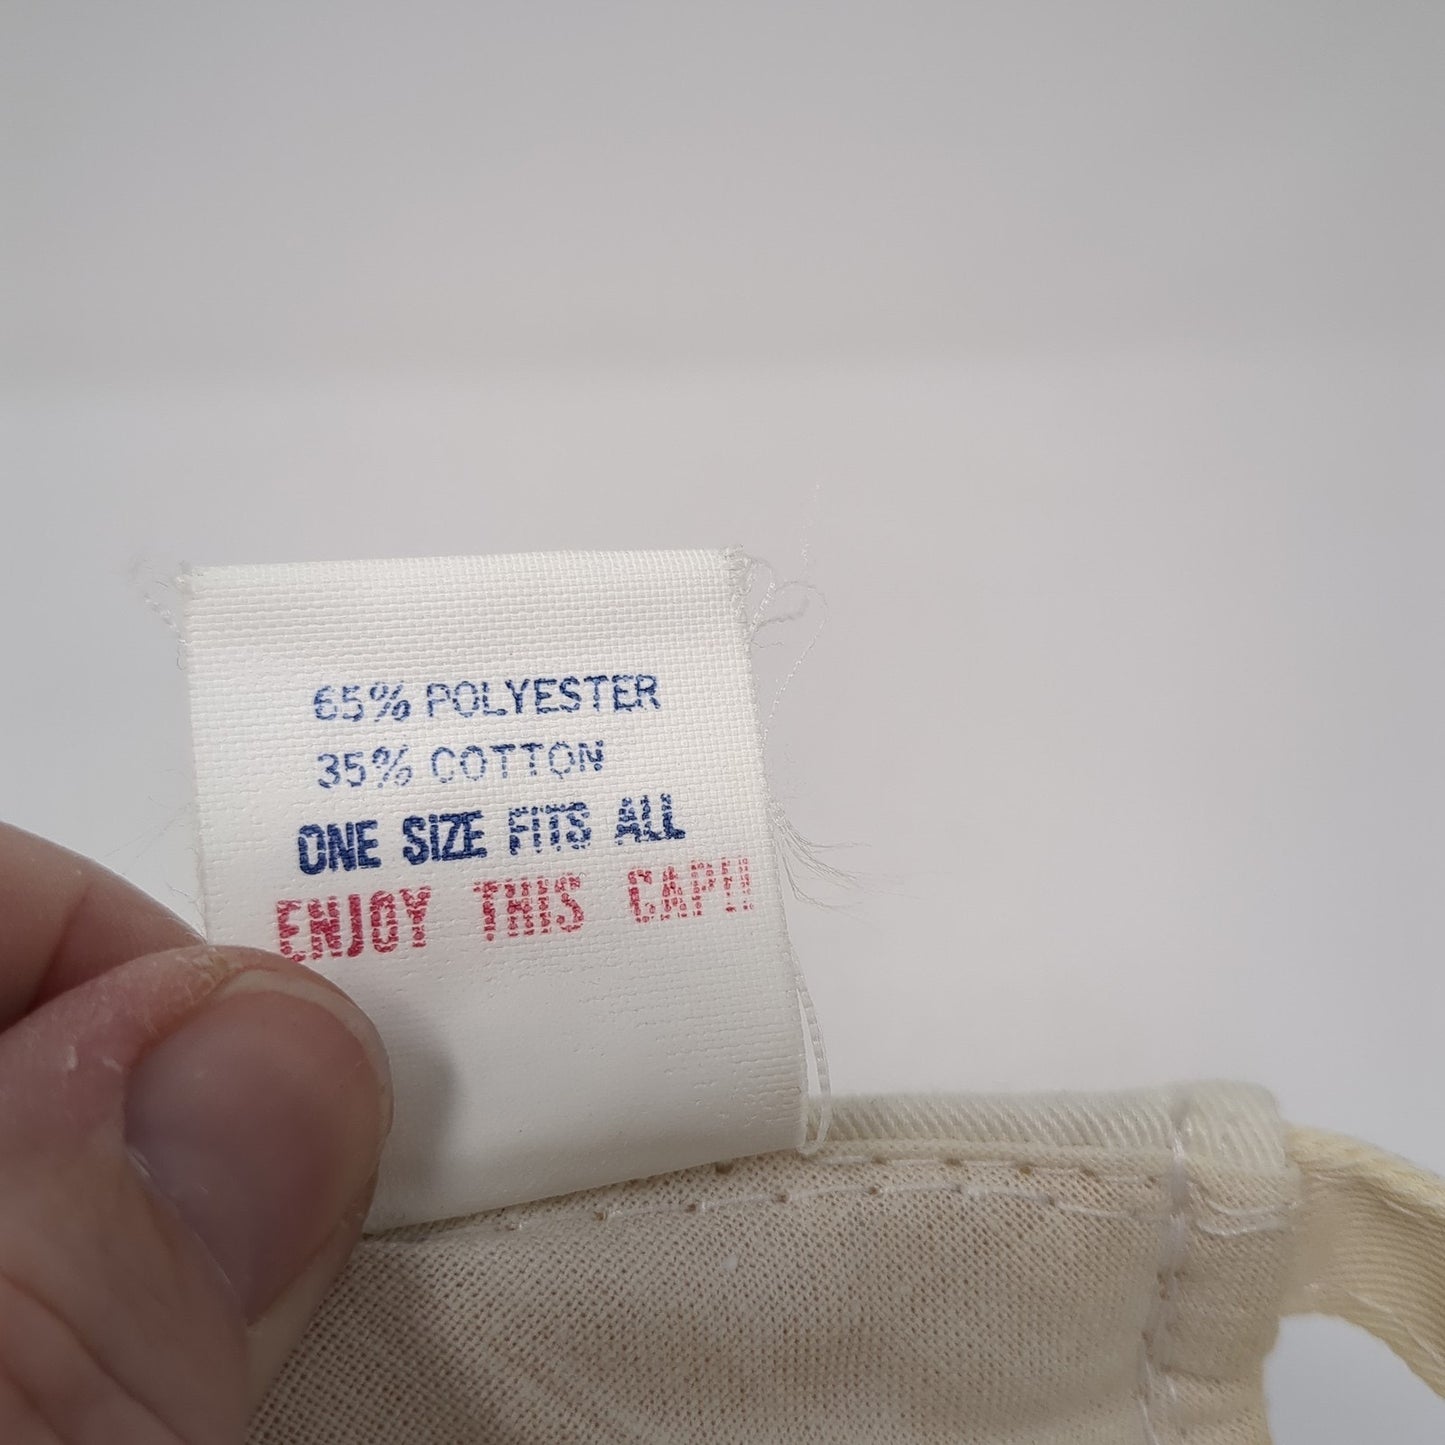 65% POLYESTER
35% COTTON
ONE SIZE FITS ALL
ENJOY THIS CAP!!